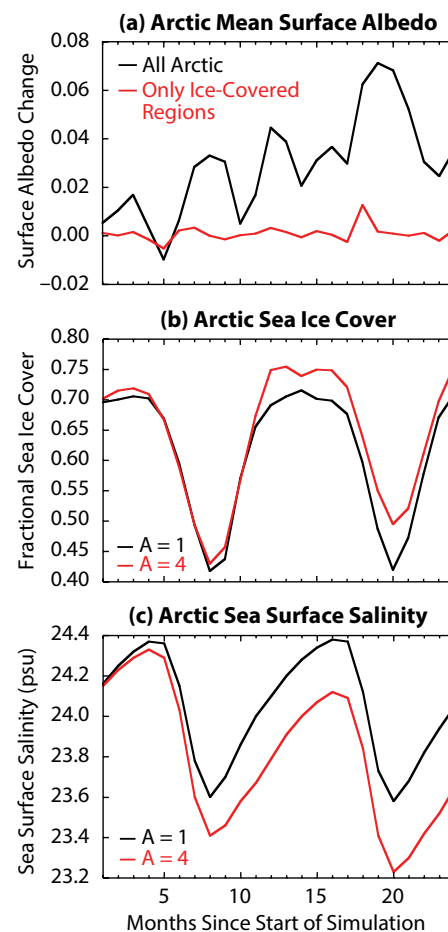 (a) Arctic Mean Surface Albedo
Surface Albedo Change
0.08
0.06
0.04
0.02
0.00
−0.02
All Arctic
Only Ice-Covered
Regions
(b) Arctic Sea Ice Cover
Fractional Sea Ice Cover
0.80
0.75
0.70
0.65
0.60
0.55
0.50
0.45
0.40
A = 1
A = 4
(c) Arctic Sea Surface Salinity
Sea Surface Salinity (psu)
24.4
24.0
23.6
23.4
23.2
A = 1
A = 4
5 10 15 20
Months Since Start of Simulation